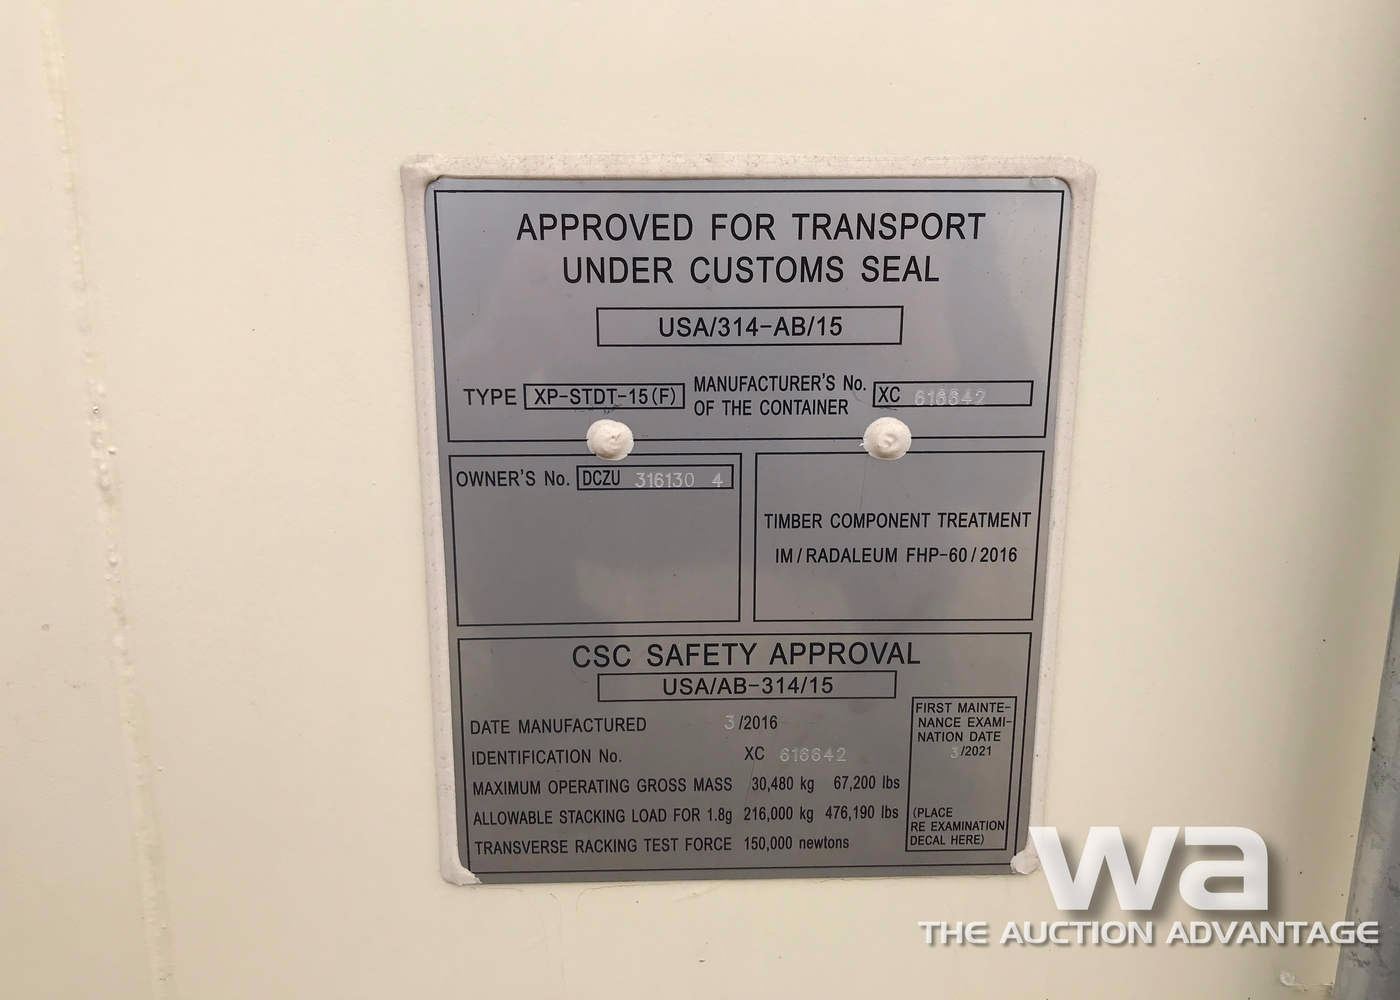 APPROVED FOR TRANSPORT
UNDER CUSTOMS SEAL
USA/314-AB/15
TYPE XP-STDT-15(F) MANUFACTURER'S No. OF THE CONTAINER XC 616642
OWNER'S No. DCZU 316130 4
TIMBER COMPONENT TREATMENT
IM/RADALEUM FHP-60/2016
CSC SAFETY APPROVAL
USA/AB-314/15
DATE MANUFACTURED 3/2016
IDENTIFICATION No. XC 616642
MAXIMUM OPERATING GROSS MASS 30,480 kg 67,200 lbs
ALLOWABLE STACKING LOAD FOR 1.8g 216,000 kg 476,190 lbs
TRANSVERSE RACKING TEST FORCE 150,000 newtons
FIRST MAINTE-
NANCE EXAMI-
NATION DATE
3/2021
(PLACE
RE EXAMINATION
DECAL HERE)
wa
THE AUCTION ADVANTAGE